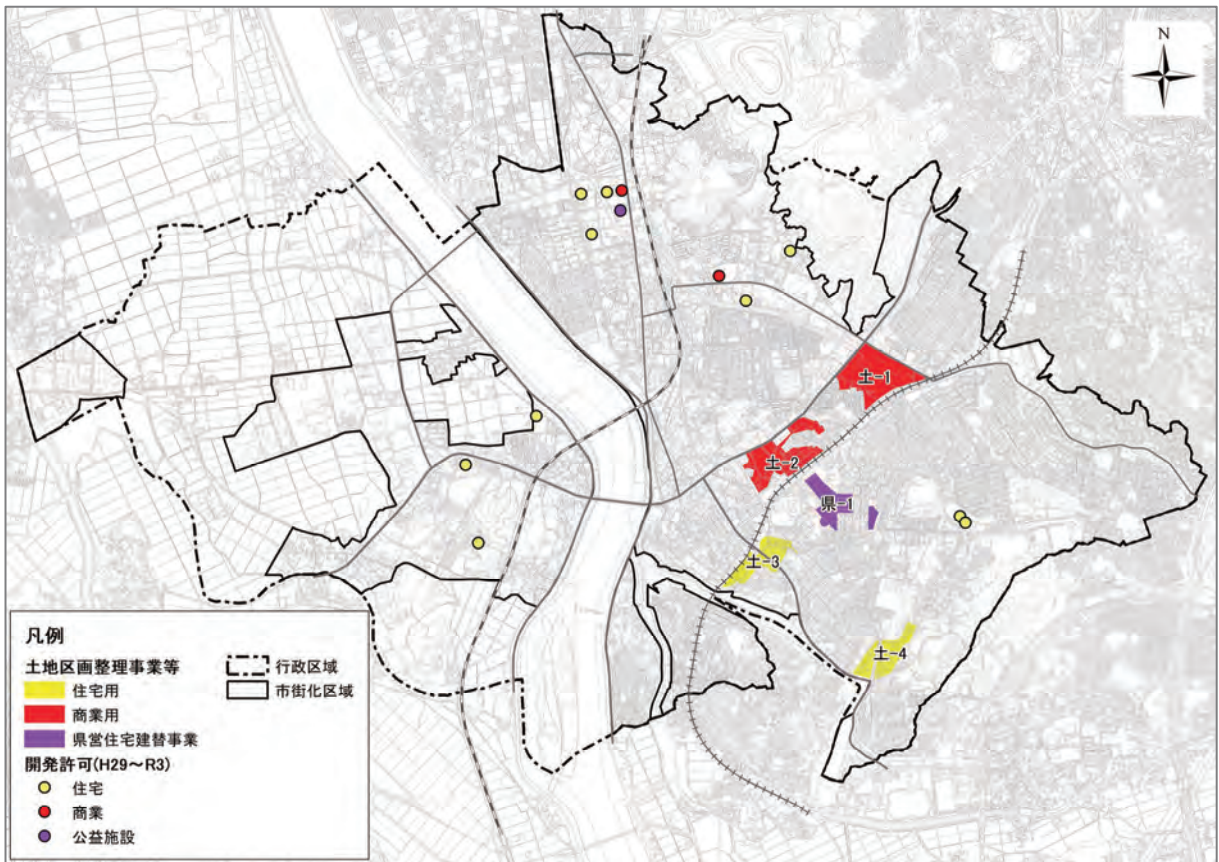 N
土-1
土-2
県-1
土-3
土-4
凡例
土地区画整理事業等
住宅用
商業用
県営住宅建替事業
開発許可(H29～R3)
住宅
商業
公益施設
行政区域
市街化区域